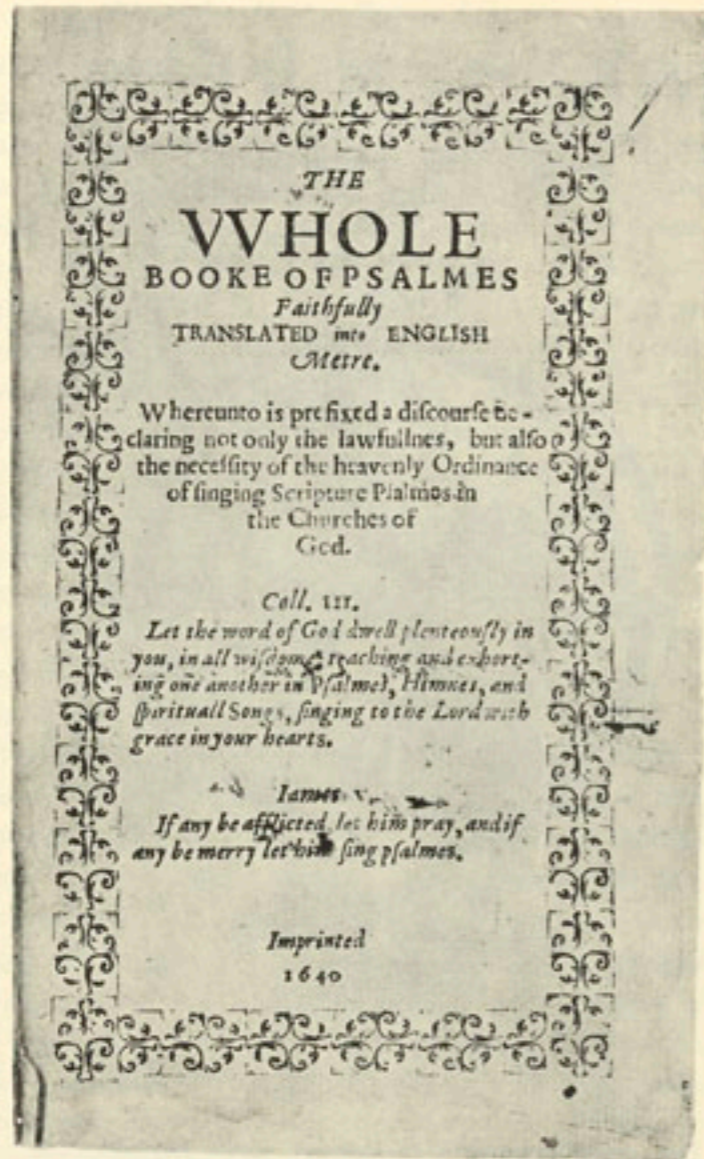 THE
VVHOLE
BOOKE OF PSALMES
Faithfully
TRANSLATED into ENGLISH
Metre.
Whereunto is prefixed a diſcourſe de-
claring not only the lawfullnes, but alſo
the neceſſity of the heavenly Ordinance
of ſinging Scripture Pſalmes in
the Churches of
God.
Coll. III.
Let the word of God dwell plenteouſly in
you, in all wiſdome, teaching and exhort-
ing one another in Pſalmes, Himnes, and
ſpirituall Songs, ſinging to the Lord with
grace in your hearts.
Iames v.
If any be afflicted, let him pray, and if
any be merry let him ſing pſalmes.
Imprinted
1640